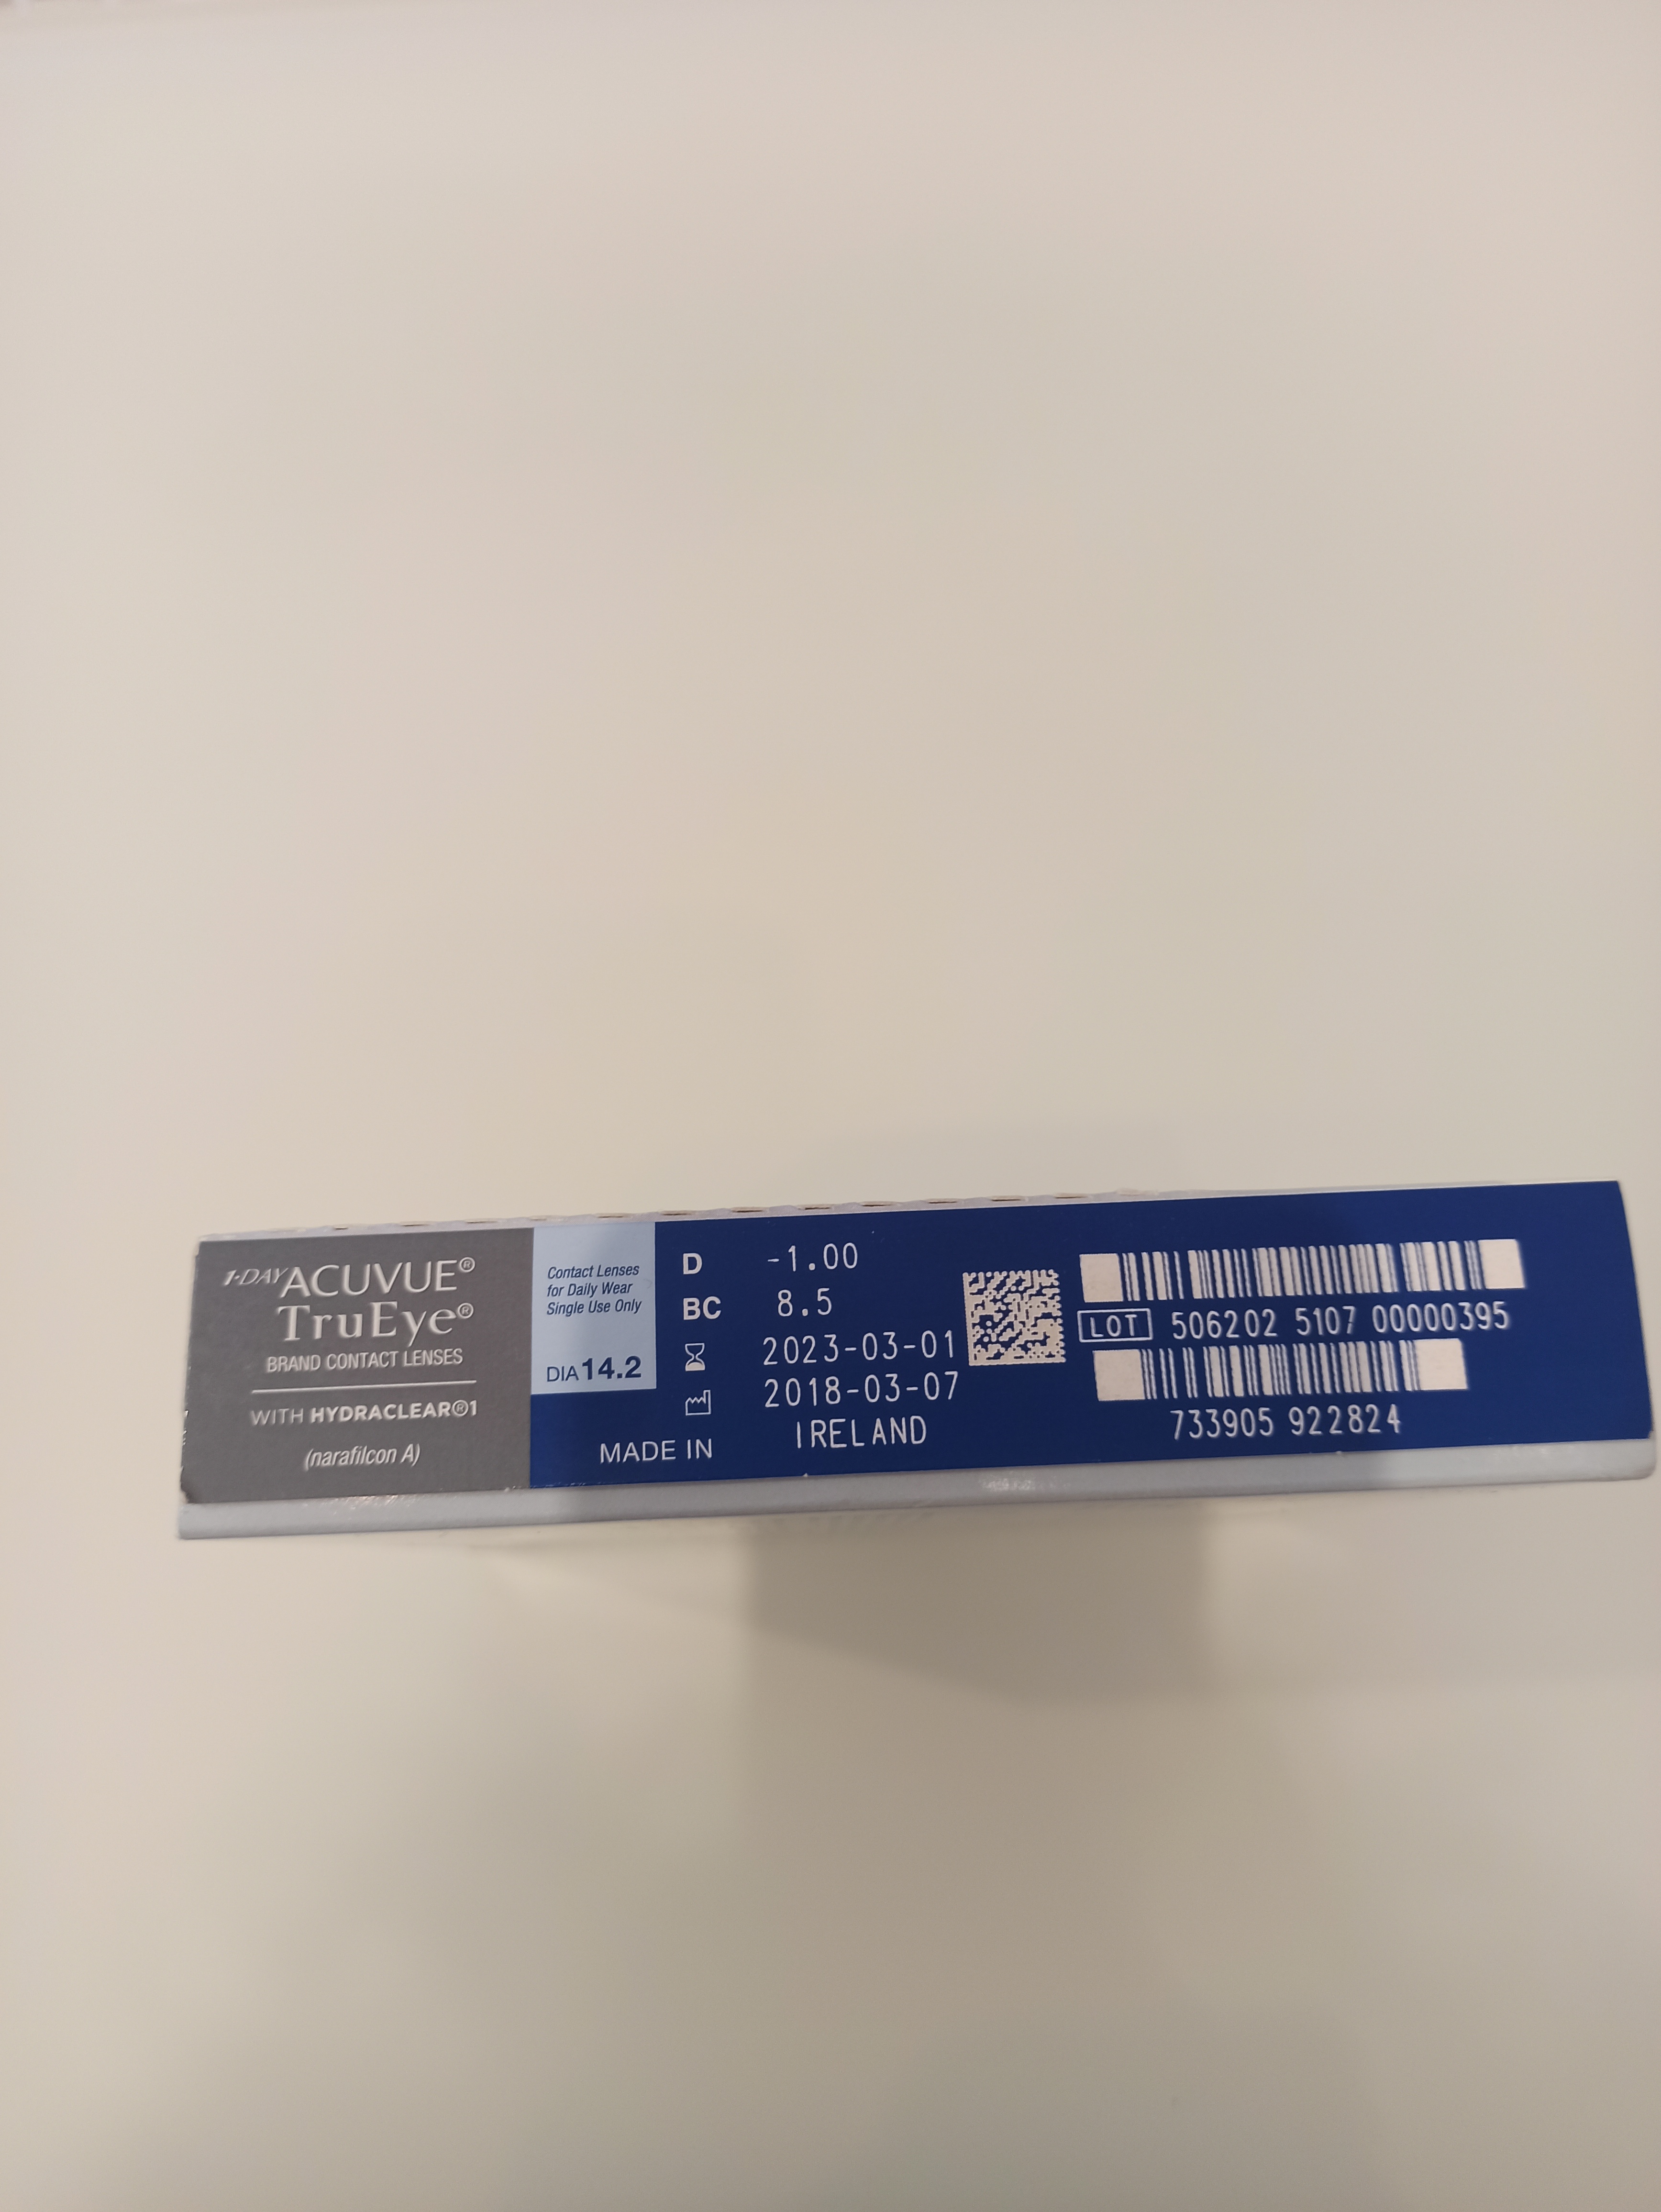 1·DAY ACUVUE®
TruEye®
BRAND CONTACT LENSES
WITH HYDRACLEAR®1
(narafilcon A)
Contact Lenses
for Daily Wear
Single Use Only
DIA 14.2
D -1.00
BC 8.5
2023-03-01
2018-03-07
MADE IN IRELAND
LOT 506202 5107 00000395
733905 922824